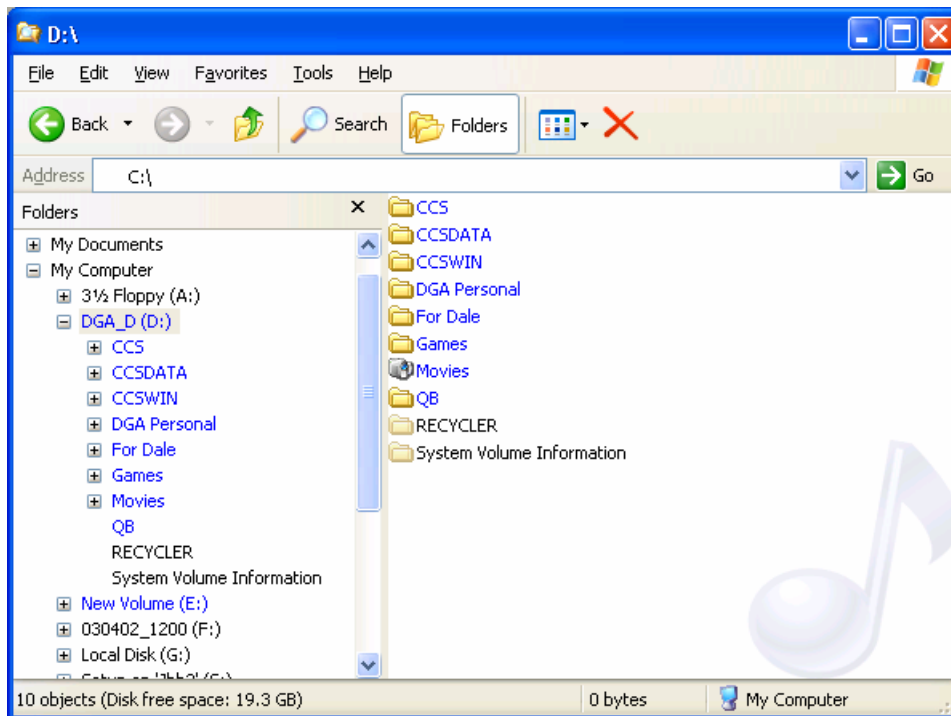 D:\
File Edit View Favorites Tools Help
Back Search Folders
Address C:\ Go
Folders
My Documents
My Computer
3½ Floppy (A:)
DGA_D (D:)
CCS
CCSDATA
CCSWIN
DGA Personal
For Dale
Games
Movies
QB
RECYCLER
System Volume Information
New Volume (E:)
030402_1200 (F:)
Local Disk (G:)
CCS
CCSDATA
CCSWIN
DGA Personal
For Dale
Games
Movies
QB
RECYCLER
System Volume Information
10 objects (Disk free space: 19.3 GB) 0 bytes My Computer